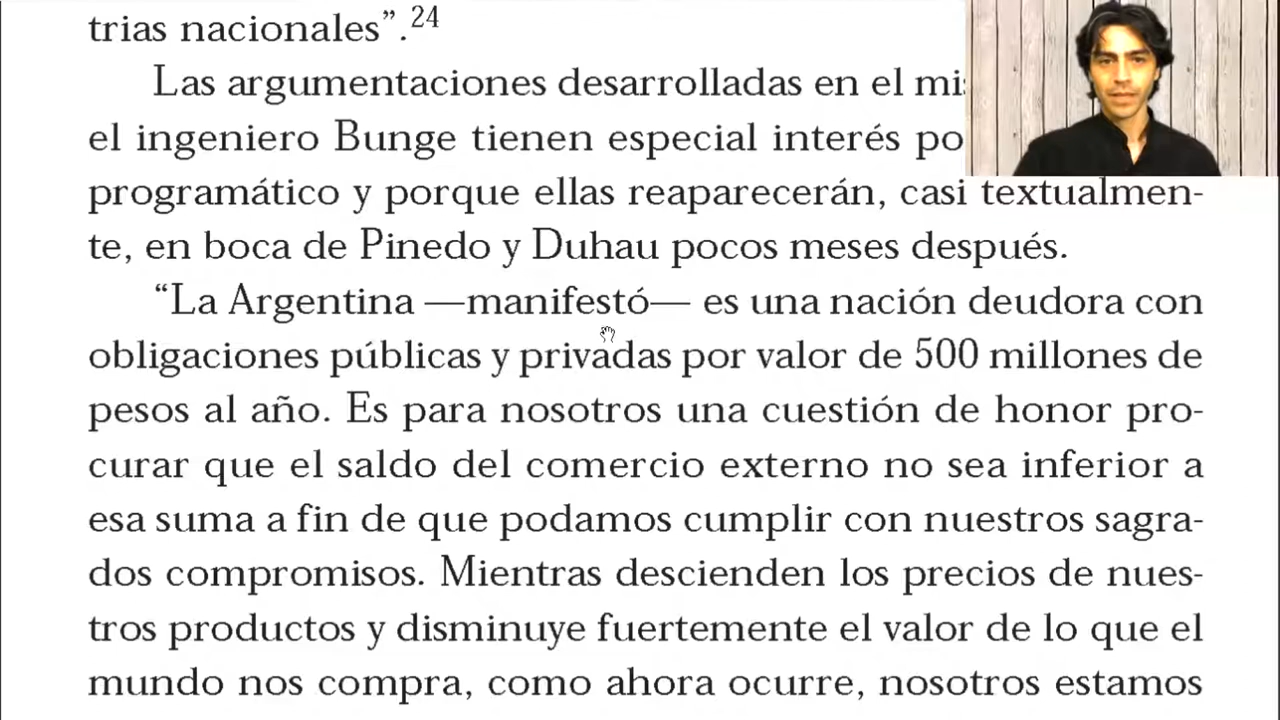 trias nacionales”.24
Las argumentaciones desarrolladas en el
el ingeniero Bunge tienen especial interés
programático y porque ellas reaparecerán, casi textualmen-
te, en boca de Pinedo y Duhau pocos meses después.
“La Argentina —manifestó— es una nación deudora con
obligaciones públicas y privadas por valor de 500 millones de
pesos al año. Es para nosotros una cuestión de honor pro-
curar que el saldo del comercio externo no sea inferior a
esa suma a fin de que podamos cumplir con nuestros sagra-
dos compromisos. Mientras descienden los precios de nues-
tros productos y disminuye fuertemente el valor de lo que el
mundo nos compra, como ahora ocurre, nosotros estamos